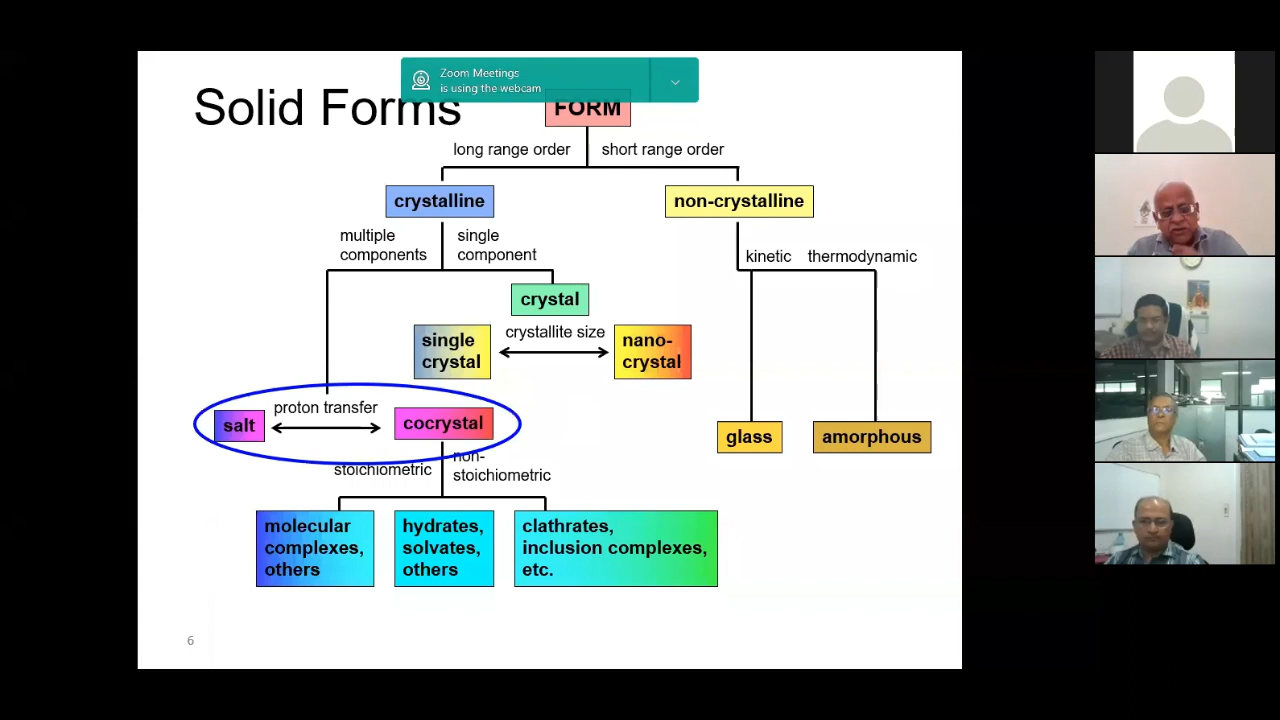 Zoom Meetings
is using the webcam
Solid Forms
FORM
long range order
short range order
crystalline
non-crystalline
multiple
components
single
component
kinetic
thermodynamic
crystal
single
crystal
crystallite size
nano-
crystal
proton transfer
salt
cocrystal
glass
amorphous
stoichiometric
non-
stoichiometric
molecular
complexes,
others
hydrates,
solvates,
others
clathrates,
inclusion complexes,
etc.
6